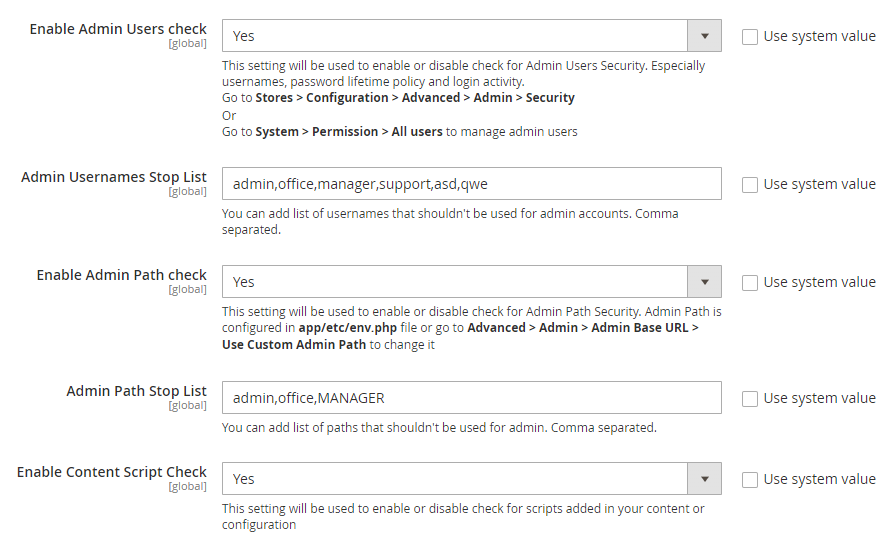 Enable Admin Users check
[global]
Yes
Use system value
This setting will be used to enable or disable check for Admin Users Security. Especially
usernames, password lifetime policy and login activity.
Go to Stores > Configuration > Advanced > Admin > Security
Or
Go to System > Permission > All users to manage admin users
Admin Usernames Stop List
[global]
admin,office,manager,support,asd,qwe
Use system value
You can add list of usernames that shouldn't be used for admin accounts. Comma
separated.
Enable Admin Path check
[global]
Yes
Use system value
This setting will be used to enable or disable check for Admin Path Security. Admin Path is
configured in app/etc/env.php file or go to Advanced > Admin > Admin Base URL >
Use Custom Admin Path to change it
Admin Path Stop List
[global]
admin,office,MANAGER
Use system value
You can add list of paths that shouldn't be used for admin. Comma separated.
Enable Content Script Check
[global]
Yes
Use system value
This setting will be used to enable or disable check for scripts added in your content or
configuration